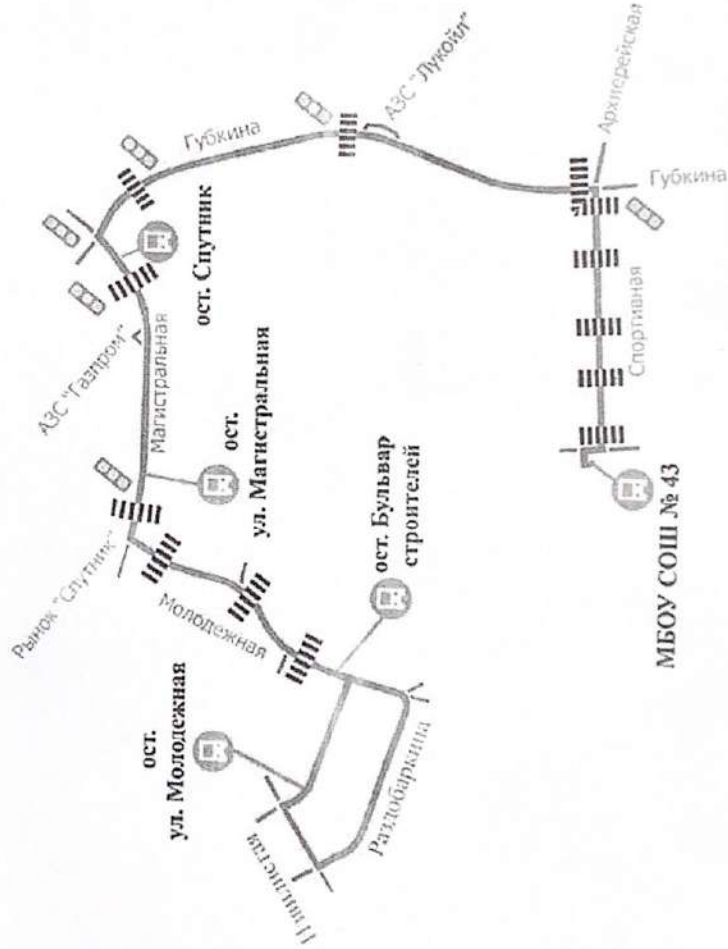 Рынок "Спутник"
АЗС "Газпром"
Магистральная
ост. Спутник
Губкина
АЗС "Лукойл"
ост.
ул. Магистральная
Молодежная
ост.
ул. Молодежная
ост. Бульвар
строителей
Раздобаркина
Архиерейская
Губкина
Спортивная
МБОУ СОШ № 43